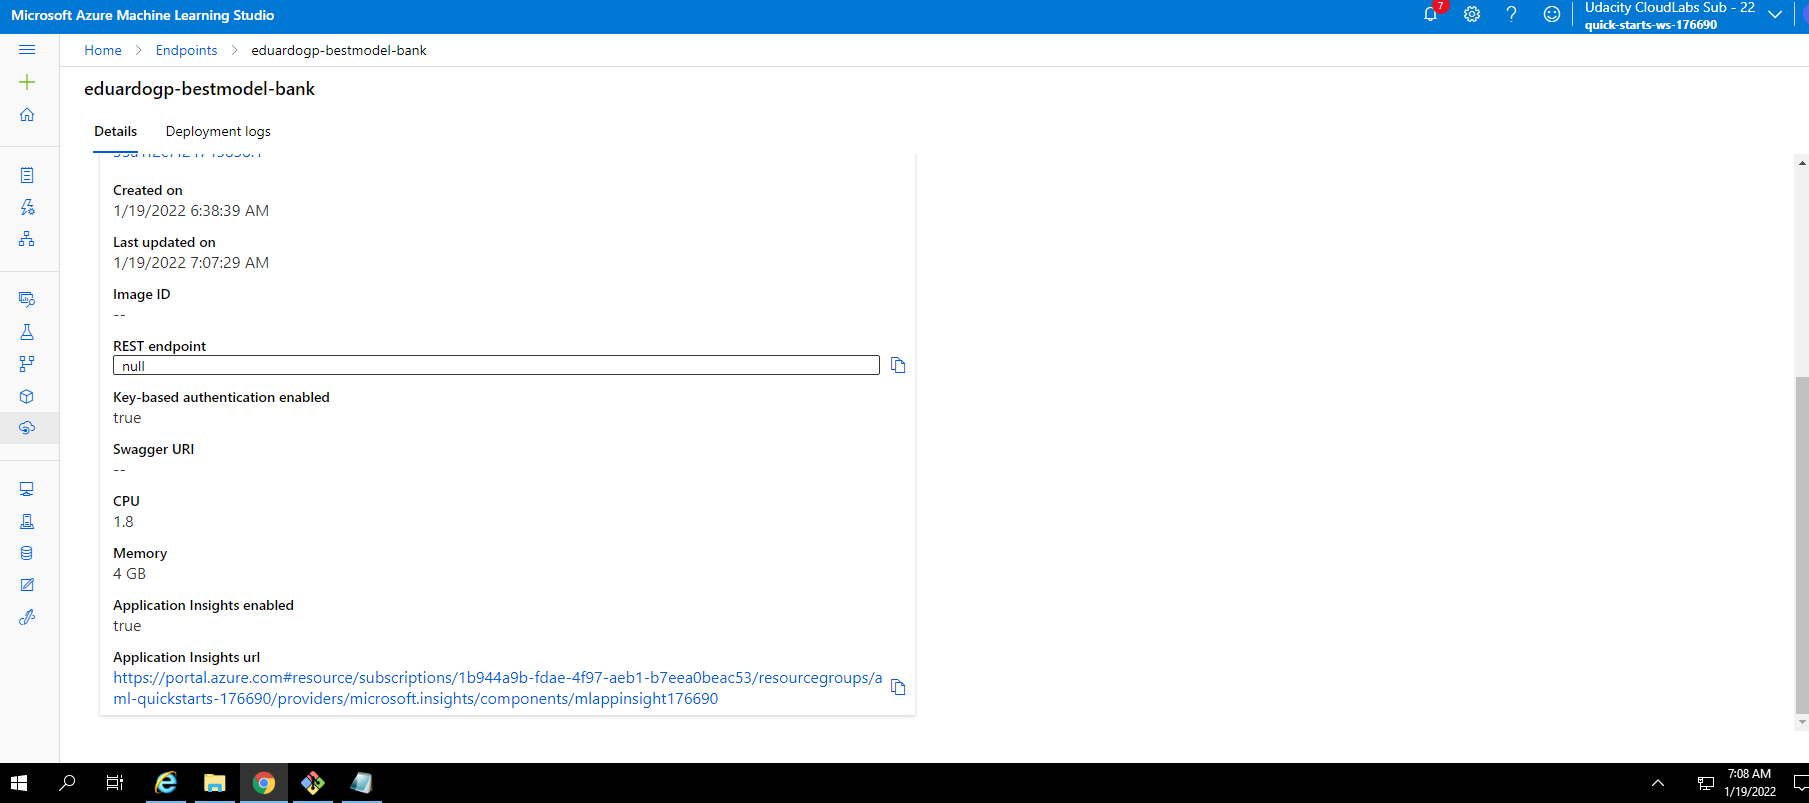 Microsoft Azure Machine Learning Studio
7
Udacity CloudLabs Sub - 22
quick-starts-ws-176690
Home > Endpoints > eduardogp-bestmodel-bank
eduardogp-bestmodel-bank
Details
Deployment logs
Created on
1/19/2022 6:38:39 AM
Last updated on
1/19/2022 7:07:29 AM
Image ID
--
REST endpoint
null
Key-based authentication enabled
true
Swagger URI
--
CPU
1.8
Memory
4 GB
Application Insights enabled
true
Application Insights url
https://portal.azure.com#resource/subscriptions/1b944a9b-fdae-4f97-aeb1-b7eea0beac53/resourcegroups/a
ml-quickstarts-176690/providers/microsoft.insights/components/mlappinsight176690
7:08 AM
1/19/2022